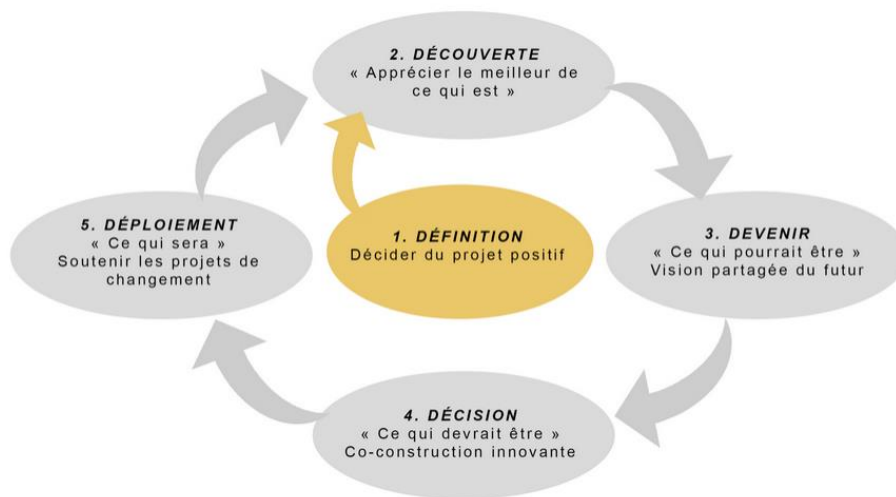 1. DÉFINITION
Décider du projet positif
2. DÉCOUVERTE
« Apprécier le meilleur de
ce qui est »
3. DEVENIR
« Ce qui pourrait être »
Vision partagée du futur
4. DÉCISION
« Ce qui devrait être »
Co-construction innovante
5. DÉPLOIEMENT
« Ce qui sera »
Soutenir les projets de
changement